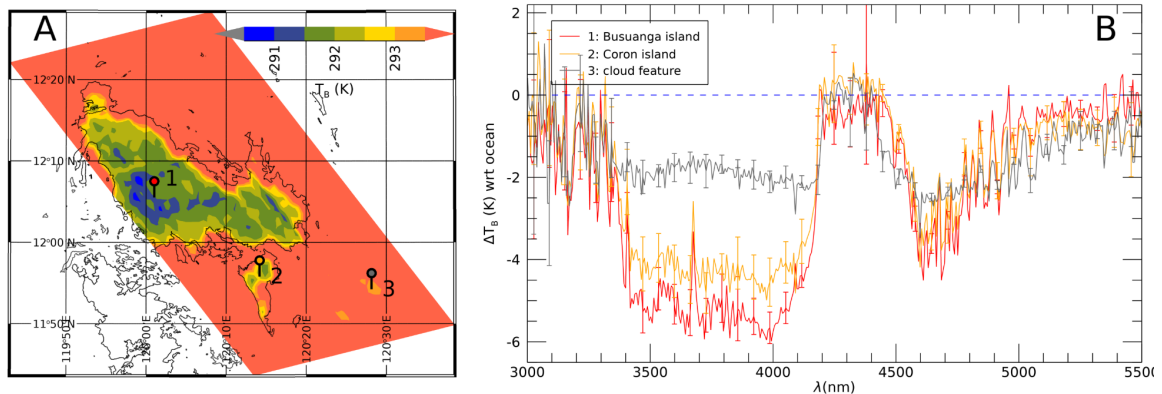 A
291
292
293
T_B (K)
12°20 N
12°10 N
12°00 N
11°50 N
119°50 E
120°00 E
120°10 E
120°20 E
120°30 E
1
2
3
B
1: Busuanga island
2: Coron island
3: cloud feature
ΔT_B (K) wrt ocean
2
0
-2
-4
-6
3000
3500
4000
4500
5000
5500
λ(nm)